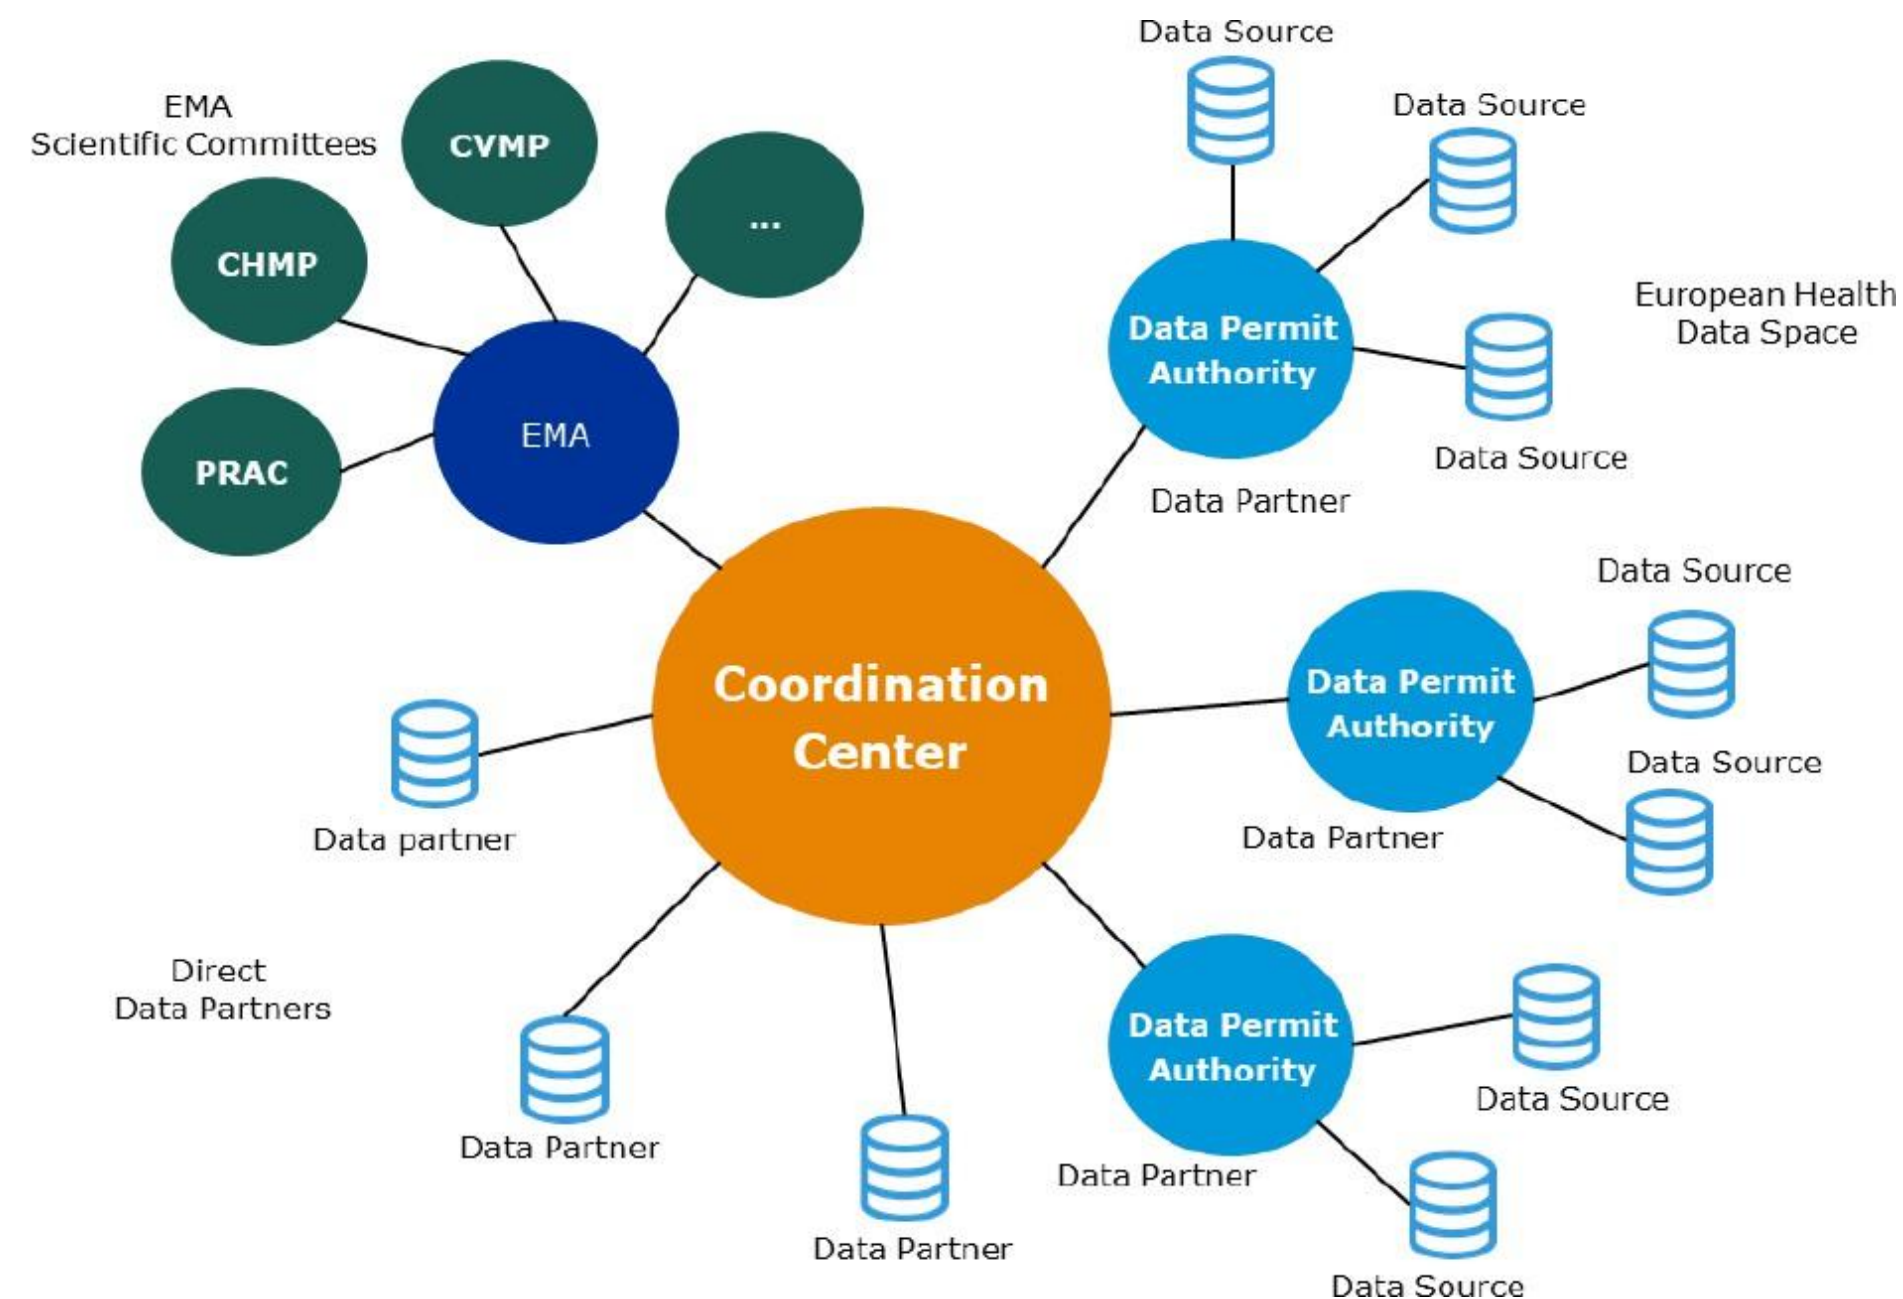 Data Source
EMA
Scientific Committees
CVMP
Data Source
...
CHMP
European Health
Data Space
Data Permit
Authority
EMA
Data Source
PRAC
Data Partner
Data Source
Coordination
Center
Data Permit
Authority
Data Source
Data partner
Data Partner
Direct
Data Partners
Data Permit
Authority
Data Source
Data Partner
Data Partner
Data Partner
Data Source